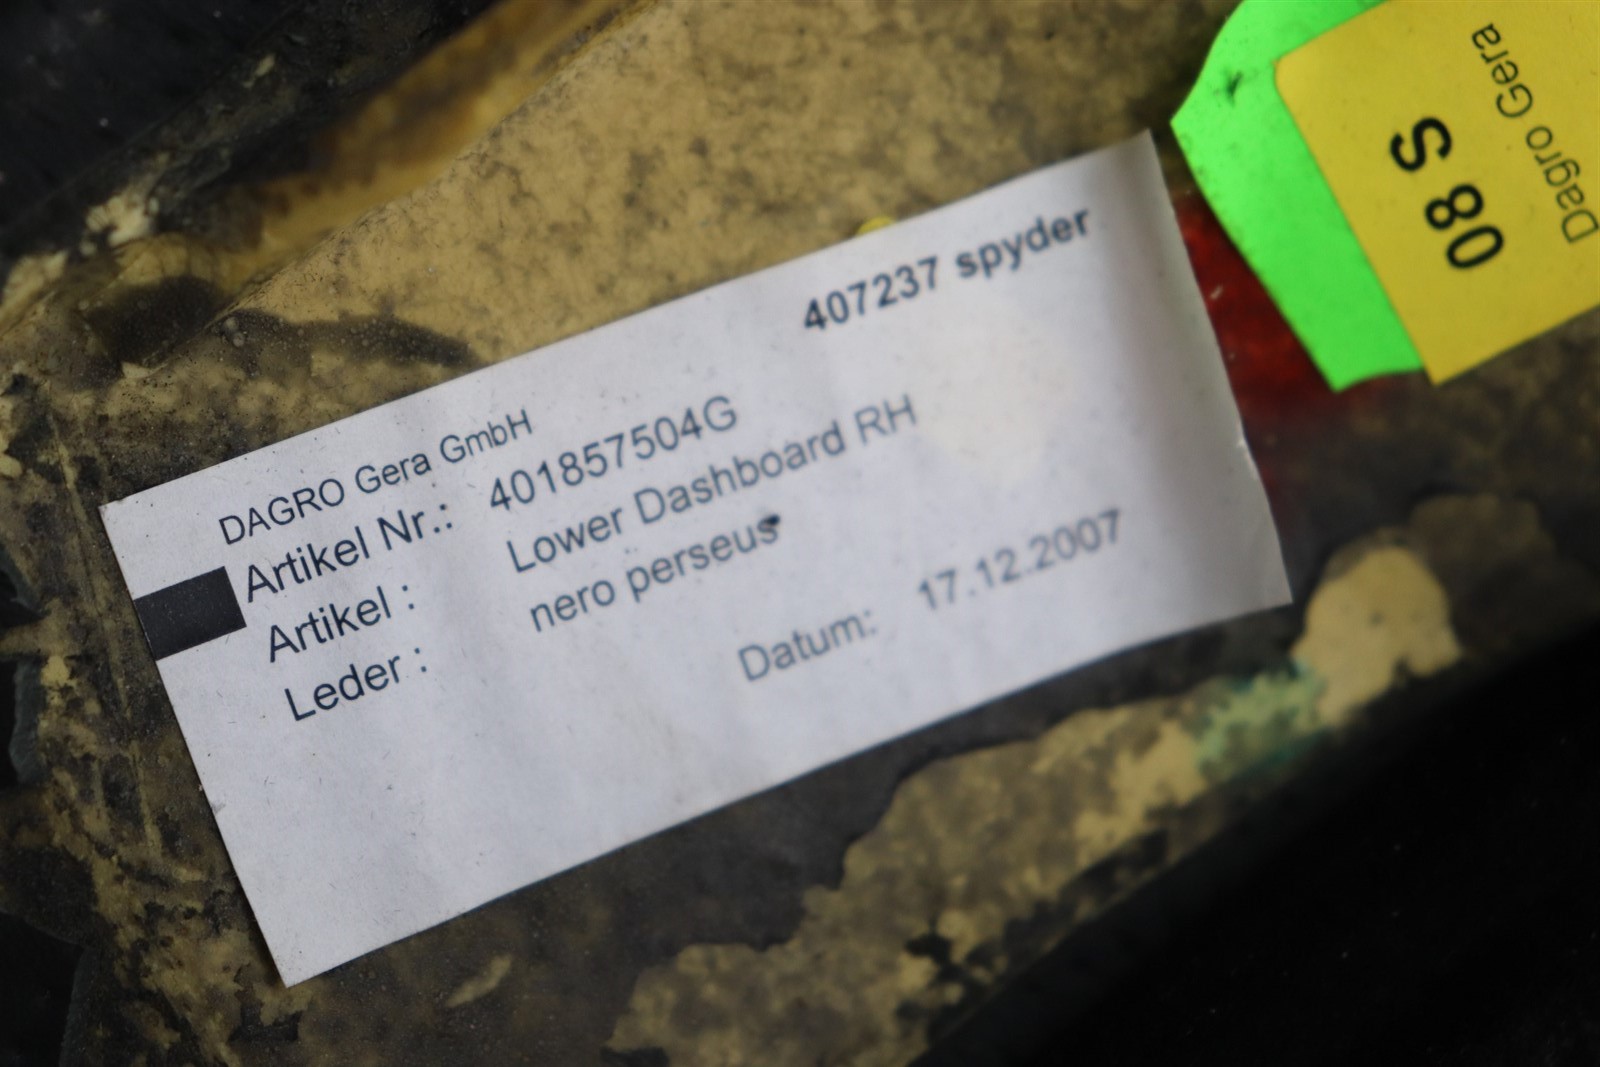 407237 spyder
DAGRO Gera GmbH
Artikel Nr.: 401857504G
Artikel : Lower Dashboard RH
Leder : nero perseus
Datum: 17.12.2007
Dagro Gera
08 S